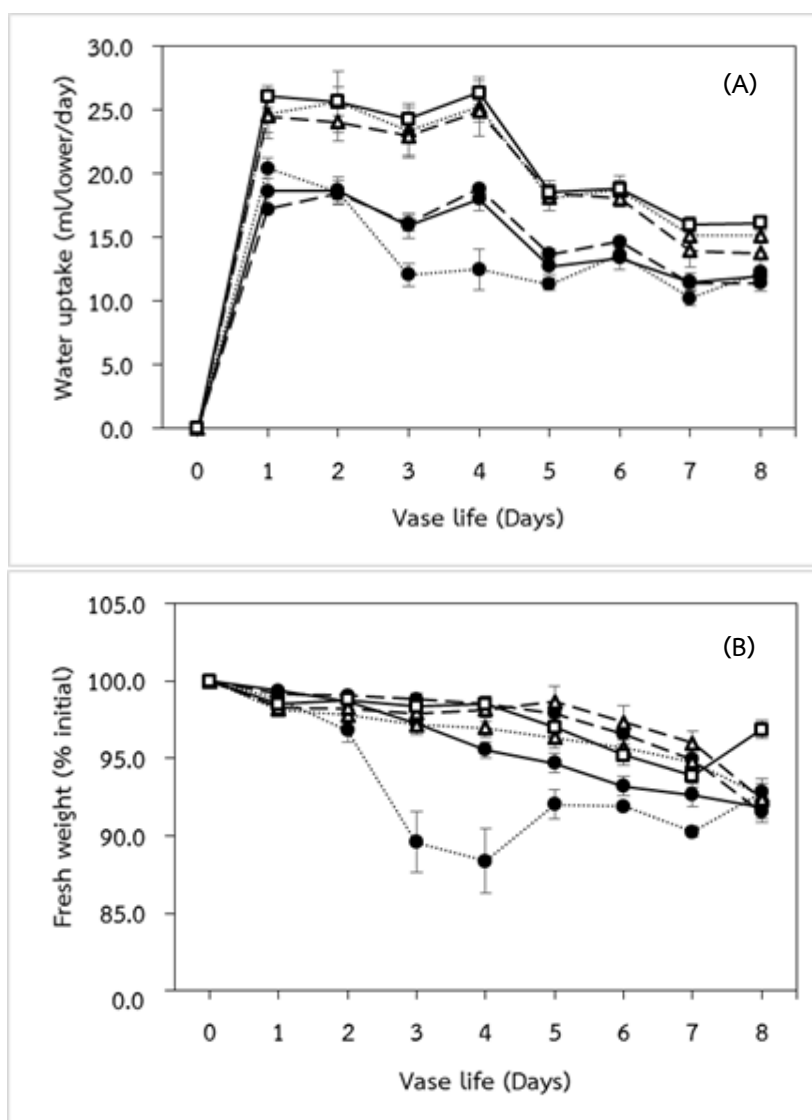 30.0
(A)
25.0
20.0
15.0
10.0
5.0
0.0
Water uptake (ml/lower/day)
0 1 2 3 4 5 6 7 8
Vase life (Days)
105.0
(B)
100.0
95.0
90.0
85.0
0.0
Fresh weight (% initial)
0 1 2 3 4 5 6 7 8
Vase life (Days)